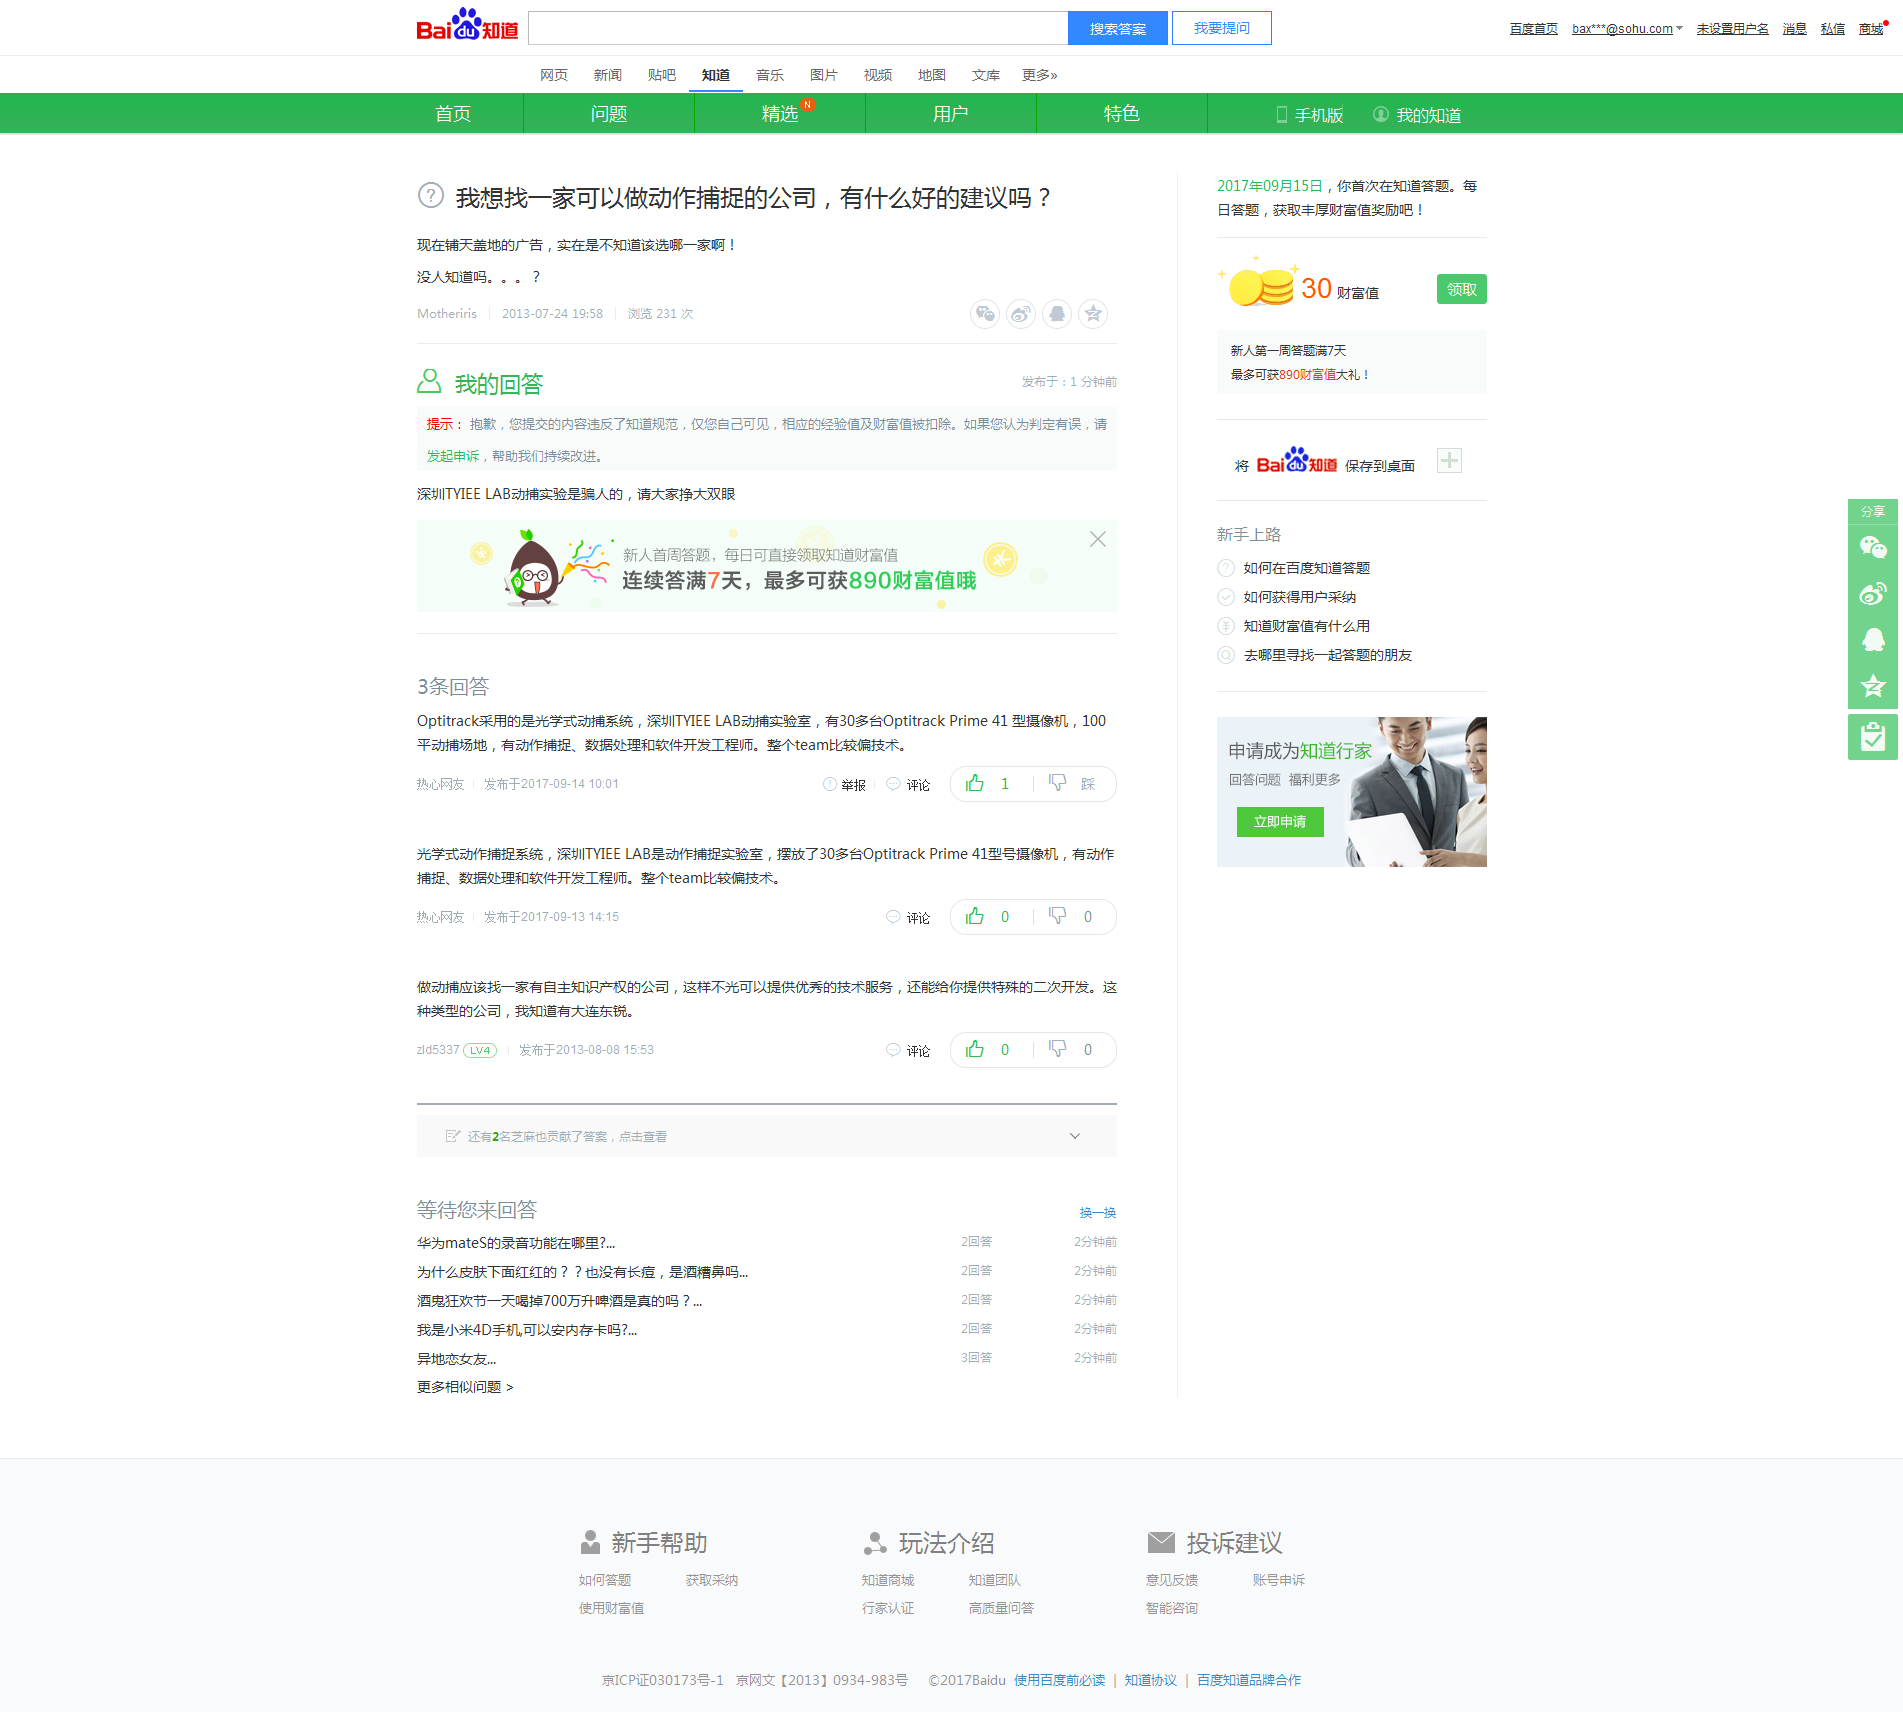 Baidu知道
搜索答案
我要提问
百度首页 bax***@sohu.com 未设置用户名 消息 私信 商城
网页 新闻 贴吧 知道 音乐 图片 视频 地图 文库 更多»
首页 问题 精选 N 用户 特色 手机版 我的知道
我想找一家可以做动作捕捉的公司，有什么好的建议吗？
现在铺天盖地的广告，实在是不知道该选哪一家啊！
没人知道吗。。。？
Motheriris 2013-07-24 19:58 浏览 231 次
我的回答
发布于：1 分钟前
提示： 抱歉，您提交的内容违反了知道规范，仅您自己可见，相应的经验值及财富值被扣除。如果您认为判定有误，请
发起申诉，帮助我们持续改进。
深圳TYIEE LAB动捕实验是骗人的，请大家挣大双眼
新人首周答题，每日可直接领取知道财富值
连续答满7天，最多可获890财富值哦
3条回答
Optitrack采用的是光学式动捕系统，深圳TYIEE LAB动捕实验室，有30多台Optitrack Prime 41 型摄像机，100
平动捕场地，有动作捕捉、数据处理和软件开发工程师。整个team比较偏技术。
热心网友 发布于2017-09-14 10:01 举报 评论 1 踩
光学式动作捕捉系统，深圳TYIEE LAB是动作捕捉实验室，摆放了30多台Optitrack Prime 41型号摄像机，有动作
捕捉、数据处理和软件开发工程师。整个team比较偏技术。
热心网友 发布于2017-09-13 14:15 评论 0 0
做动捕应该找一家有自主知识产权的公司，这样不光可以提供优秀的技术服务，还能给你提供特殊的二次开发。这
种类型的公司，我知道有大连东锐。
zld5337 LV4 发布于2013-08-08 15:53 评论 0 0
还有2名芝麻也贡献了答案，点击查看
等待您来回答
换一换
华为mateS的录音功能在哪里?... 2回答 2分钟前
为什么皮肤下面红红的？？也没有长痘，是酒糟鼻吗... 2回答 2分钟前
酒鬼狂欢节一天喝掉700万升啤酒是真的吗？... 2回答 2分钟前
我是小米4D手机,可以安内存卡吗?... 2回答 2分钟前
异地恋女友... 3回答 2分钟前
更多相似问题 >
2017年09月15日，你首次在知道答题。每
日答题，获取丰厚财富值奖励吧！
30 财富值
领取
新人第一周答题满7天
最多可获890财富值大礼！
将 Baidu知道 保存到桌面
新手上路
如何在百度知道答题
如何获得用户采纳
知道财富值有什么用
去哪里寻找一起答题的朋友
申请成为知道行家
回答问题 福利更多
立即申请
分享
新手帮助
如何答题 获取采纳
使用财富值
玩法介绍
知道商城 知道团队
行家认证 高质量问答
投诉建议
意见反馈 账号申诉
智能咨询
京ICP证030173号-1 京网文【2013】0934-983号 ©2017Baidu 使用百度前必读 | 知道协议 | 百度知道品牌合作